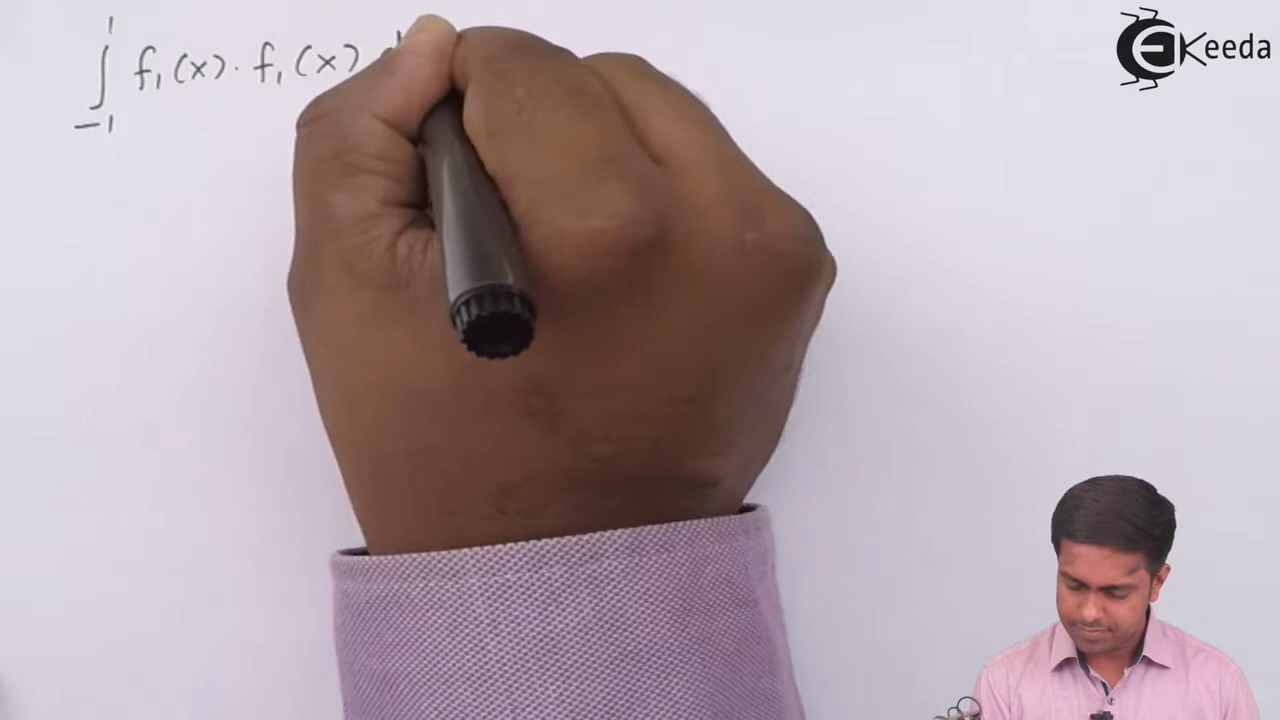 ∫₋₁¹ f₁(x) · f₁(x) d
Ekeeda